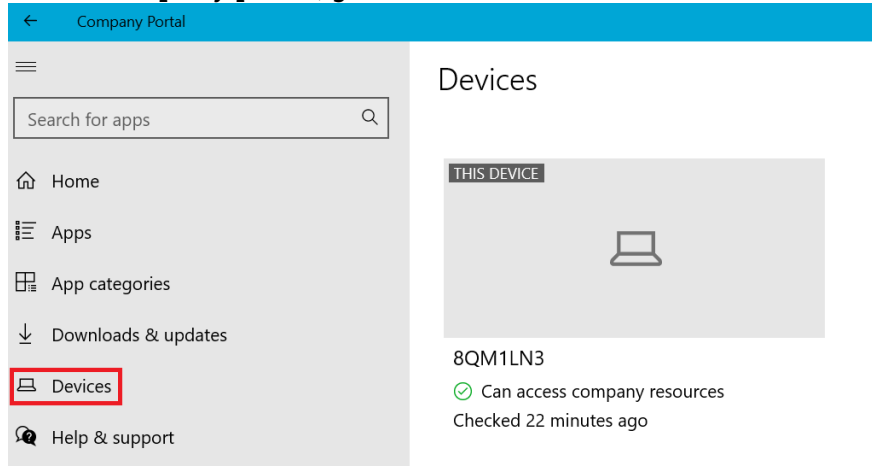 Company Portal
Search for apps
Home
Apps
App categories
Downloads & updates
Devices
Help & support
Devices
THIS DEVICE
8QM1LN3
Can access company resources
Checked 22 minutes ago